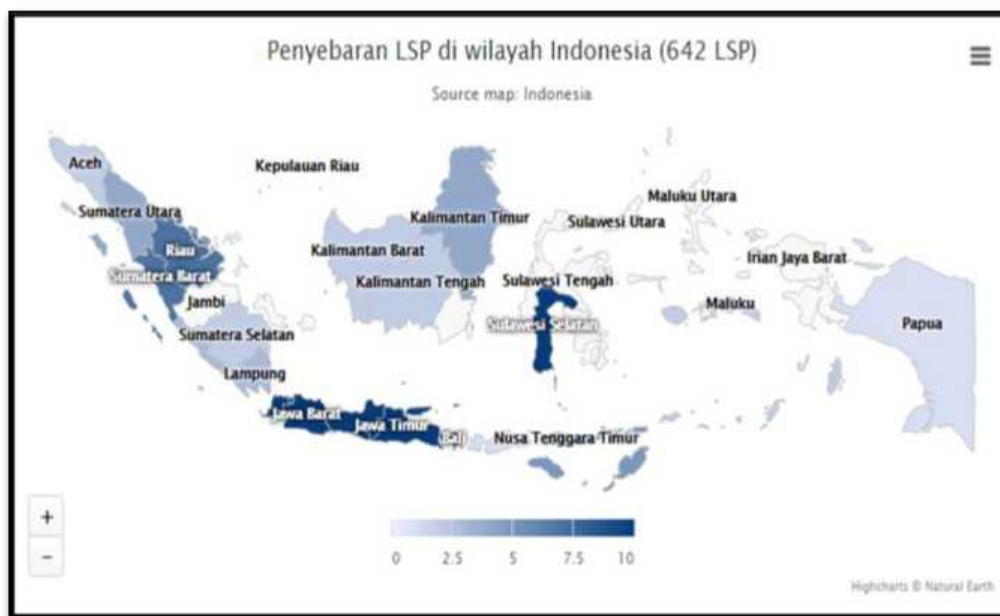 Penyebaran LSP di wilayah Indonesia (642 LSP)
Source map: Indonesia
Aceh
Kepulauan Riau
Maluku Utara
Sumatera Utara
Kalimantan Timur
Sulawesi Utara
Riau
Kalimantan Barat
Irian Jaya Barat
Sumatera Barat
Kalimantan Tengah
Sulawesi Tengah
Jambi
Maluku
Sulawesi Selatan
Papua
Sumatera Selatan
Lampung
Jawa Barat
Jawa Timur
Bali
Nusa Tenggara Timur
+
−
0 2.5 5 7.5 10
Highcharts © Natural Earth